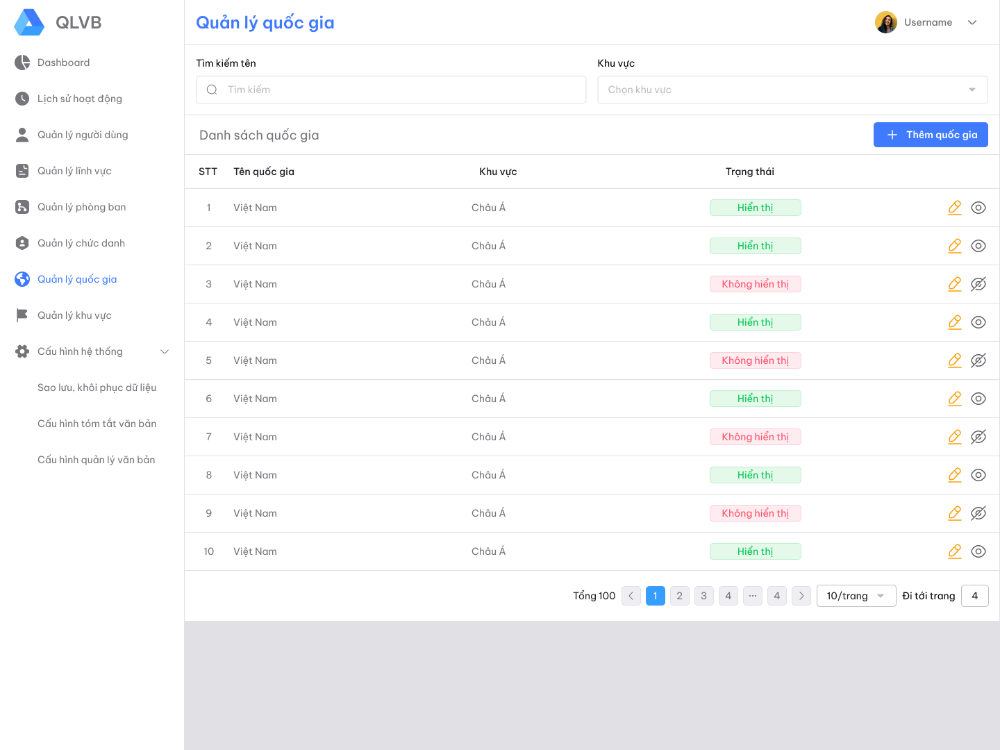 QLVB
Dashboard
Lịch sử hoạt động
Quản lý người dùng
Quản lý lĩnh vực
Quản lý phòng ban
Quản lý chức danh
Quản lý quốc gia
Quản lý khu vực
Cấu hình hệ thống
Sao lưu, khôi phục dữ liệu
Cấu hình tóm tắt văn bản
Cấu hình quản lý văn bản
Quản lý quốc gia
Username
Tìm kiếm tên
Khu vực
Tìm kiếm
Chọn khu vực
Danh sách quốc gia
Thêm quốc gia
STT Tên quốc gia Khu vực Trạng thái
1 Việt Nam Châu Á Hiển thị
2 Việt Nam Châu Á Hiển thị
3 Việt Nam Châu Á Không hiển thị
4 Việt Nam Châu Á Hiển thị
5 Việt Nam Châu Á Không hiển thị
6 Việt Nam Châu Á Hiển thị
7 Việt Nam Châu Á Không hiển thị
8 Việt Nam Châu Á Hiển thị
9 Việt Nam Châu Á Không hiển thị
10 Việt Nam Châu Á Hiển thị
Tổng 100 1 2 3 4 ··· 4 10/trang Đi tới trang 4